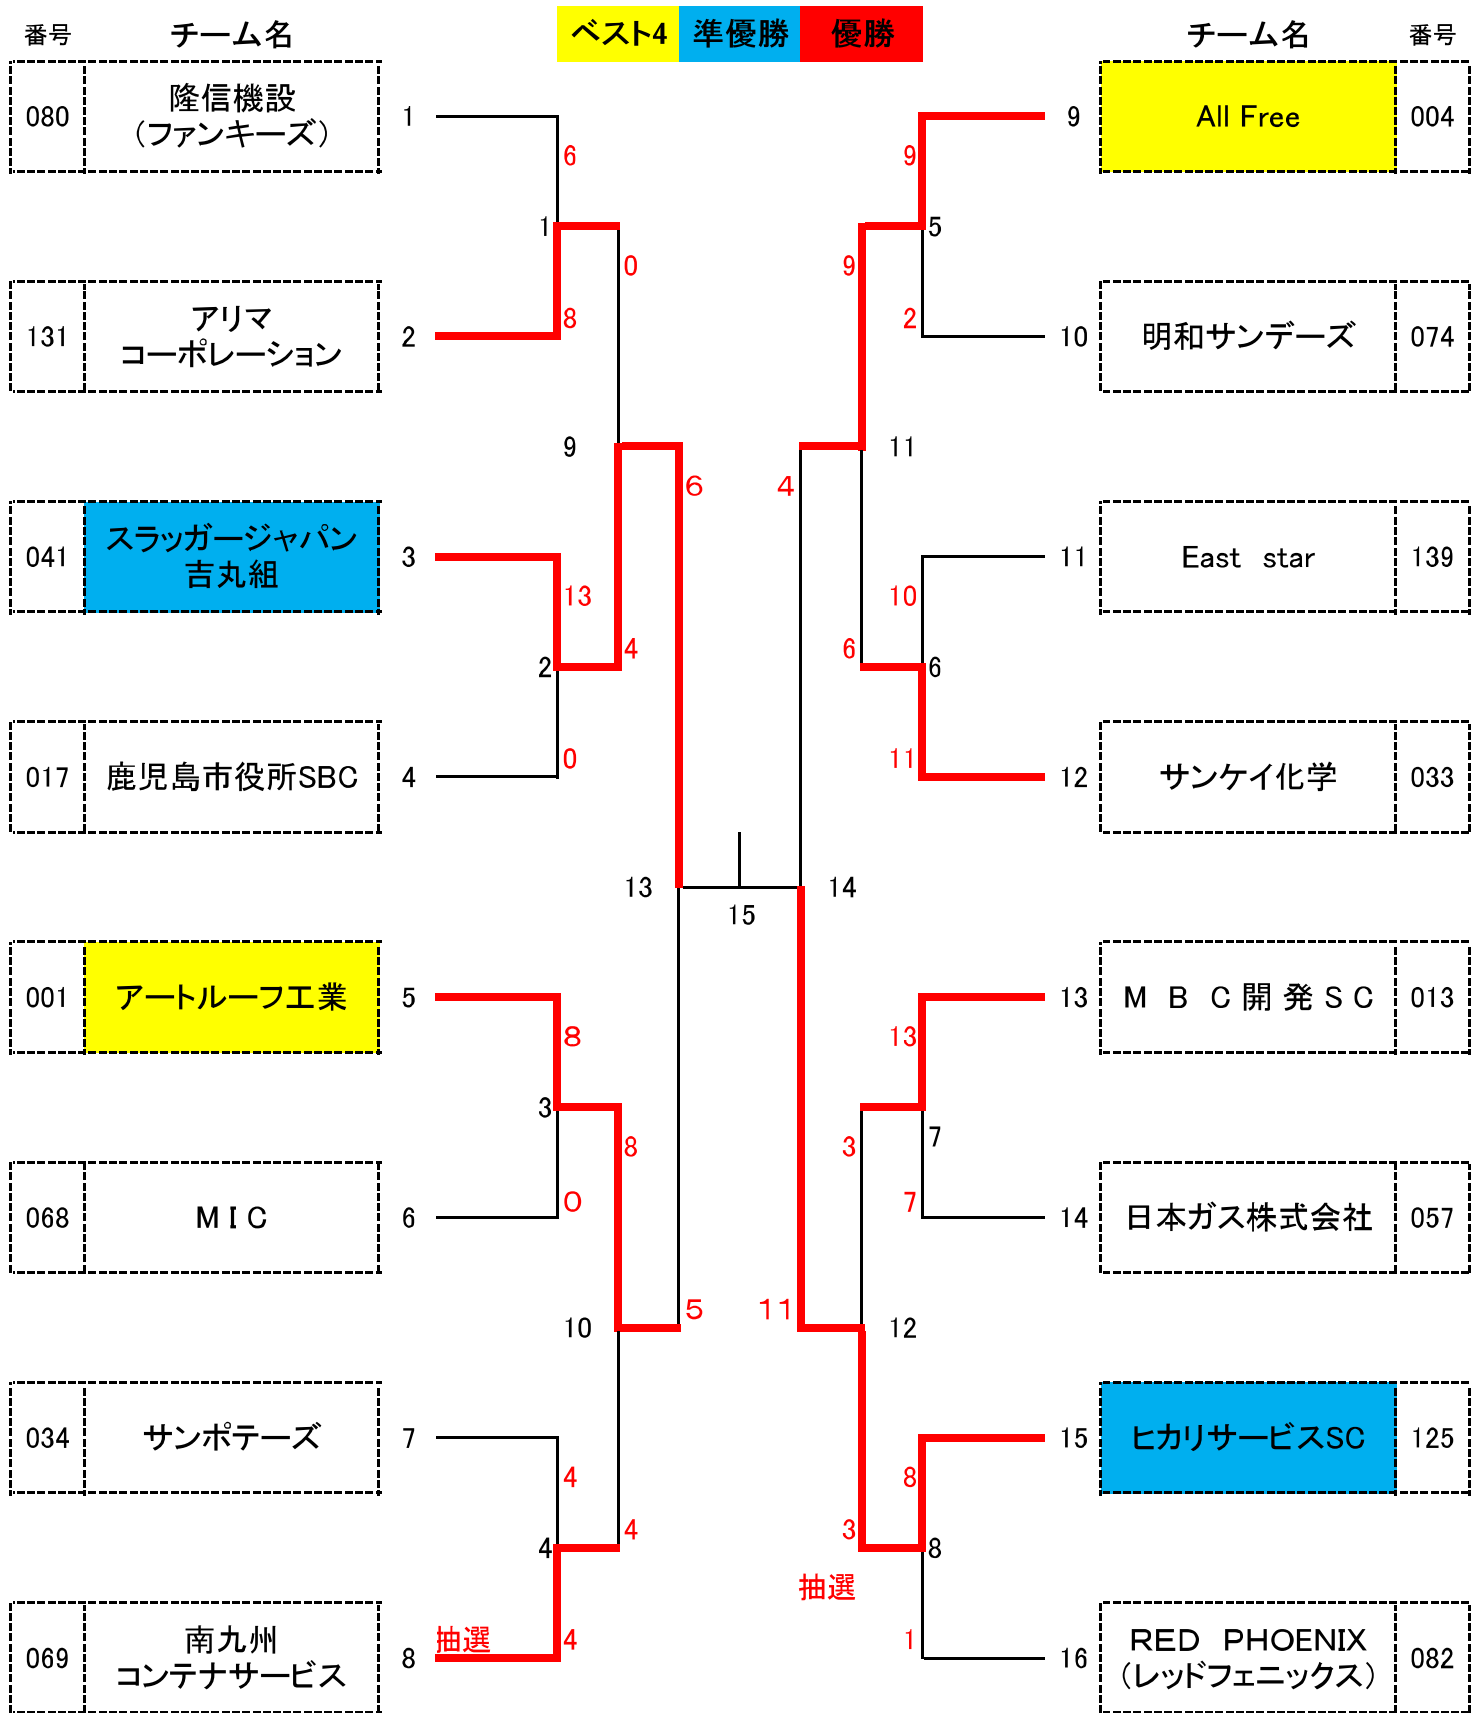 番号 チーム名 ベスト4 準優勝 優勝 チーム名 番号
080 隆信機設 1 9 All Free 004
（ファンキーズ）
6 9
1 5
0 9
8 2
131 アリマ 2 10 明和サンデーズ 074
コーポレーション
9 11
6 4
041 スラッガージャパン 3 11 East star 139
吉丸組
13 10
4 6
2 6
0 11
017 鹿児島市役所SBC 4 12 サンケイ化学 033
13 14
15
001 アートルーフ工業 5 13 ＭＢＣ開発ＳＣ 013
8 13
3 7
8 3
0 7
068 ＭＩＣ 6 14 日本ガス株式会社 057
5 11
10 12
034 サンポテーズ 7 15 ヒカリサービスSC 125
4 8
4 3
4 8
抽選
069 南九州 8 抽選 4 1 16 RED PHOENIX 082
コンテナサービス （レッドフェニックス）